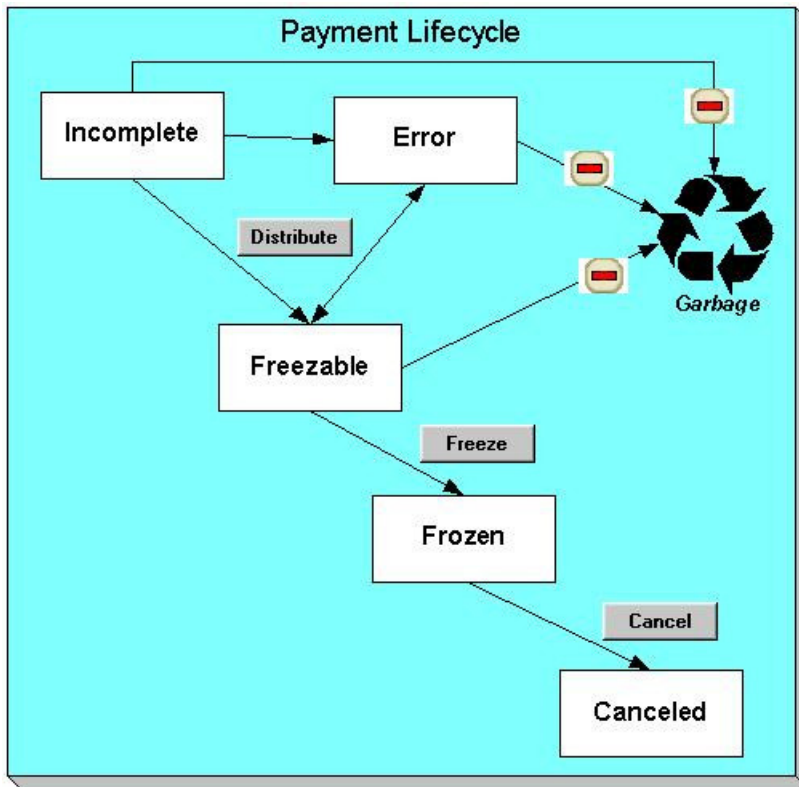 Payment Lifecycle
Incomplete
Error
Distribute
Garbage
Freezable
Freeze
Frozen
Cancel
Canceled